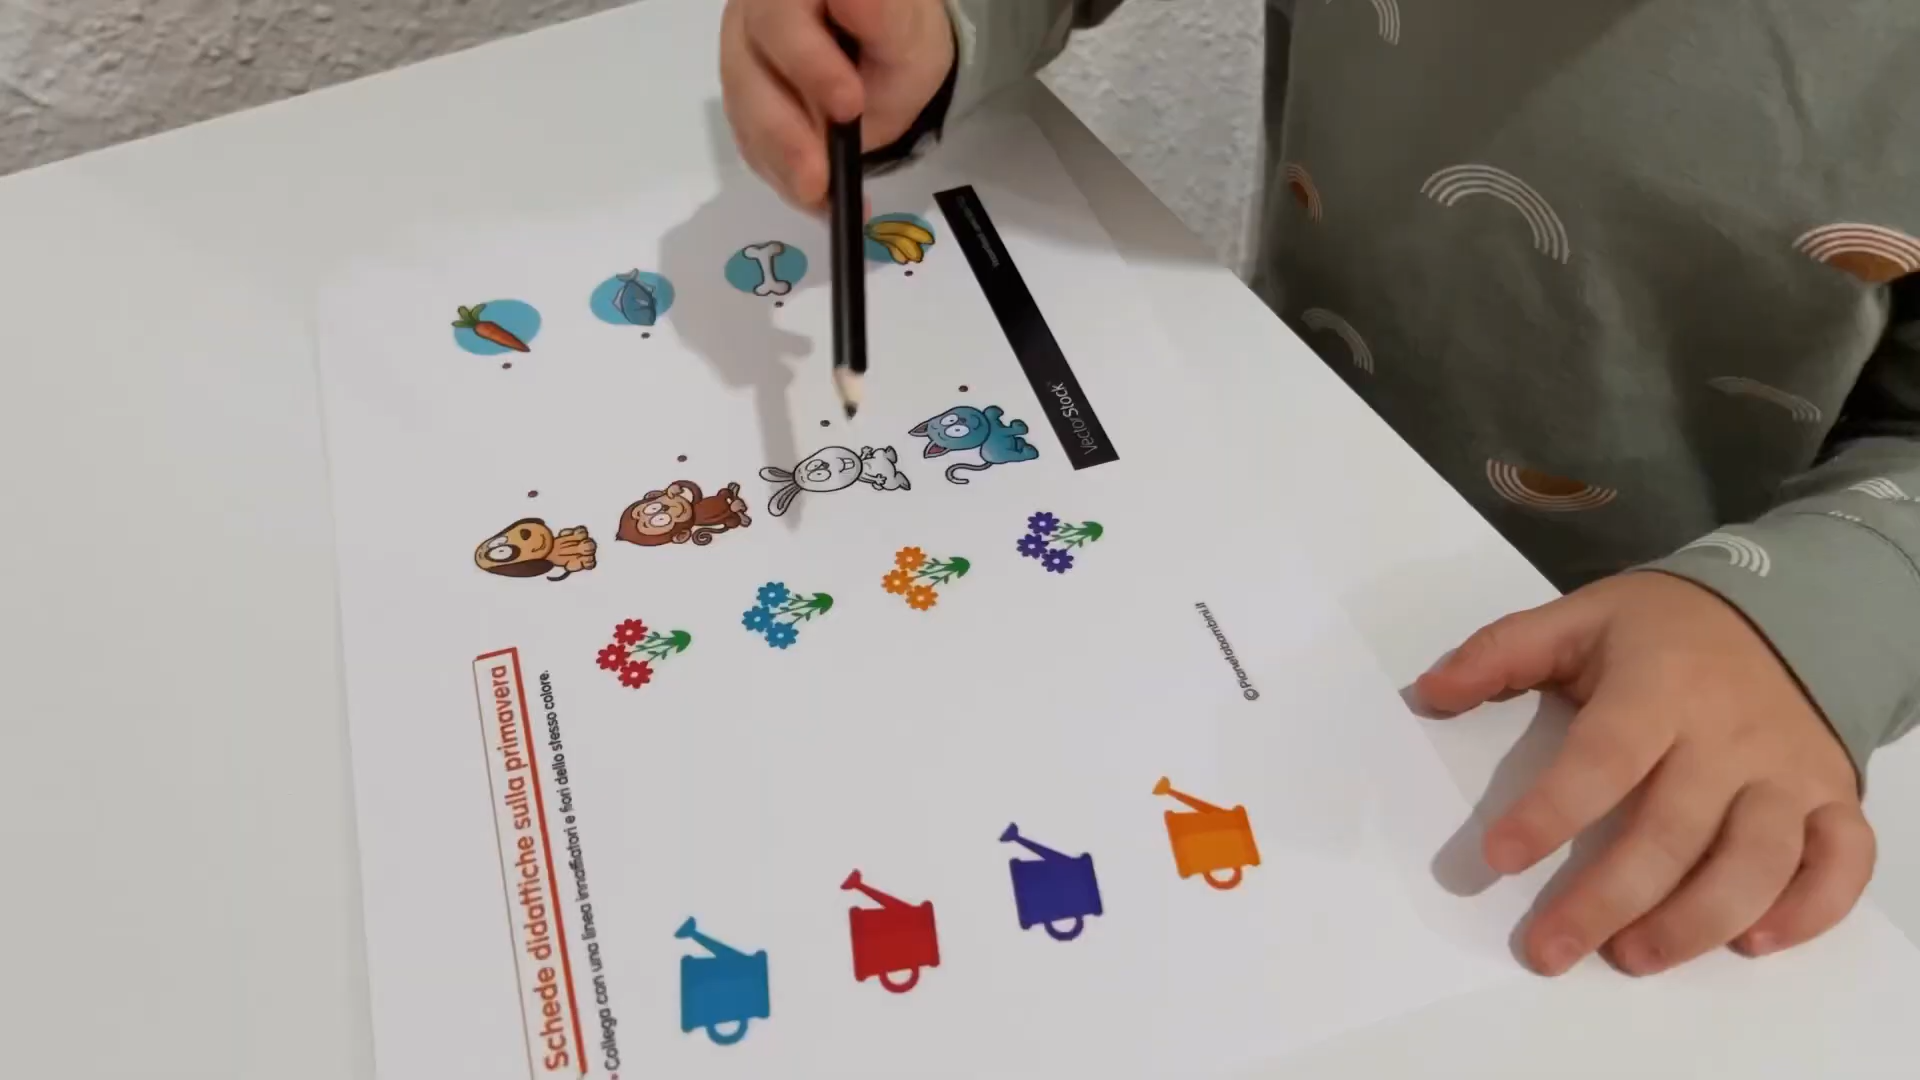 Schede didattiche sulla primavera
Collega con una linea innaffiatoi e fiori dello stesso colore.
©Pianetabambini.it
VectorStock